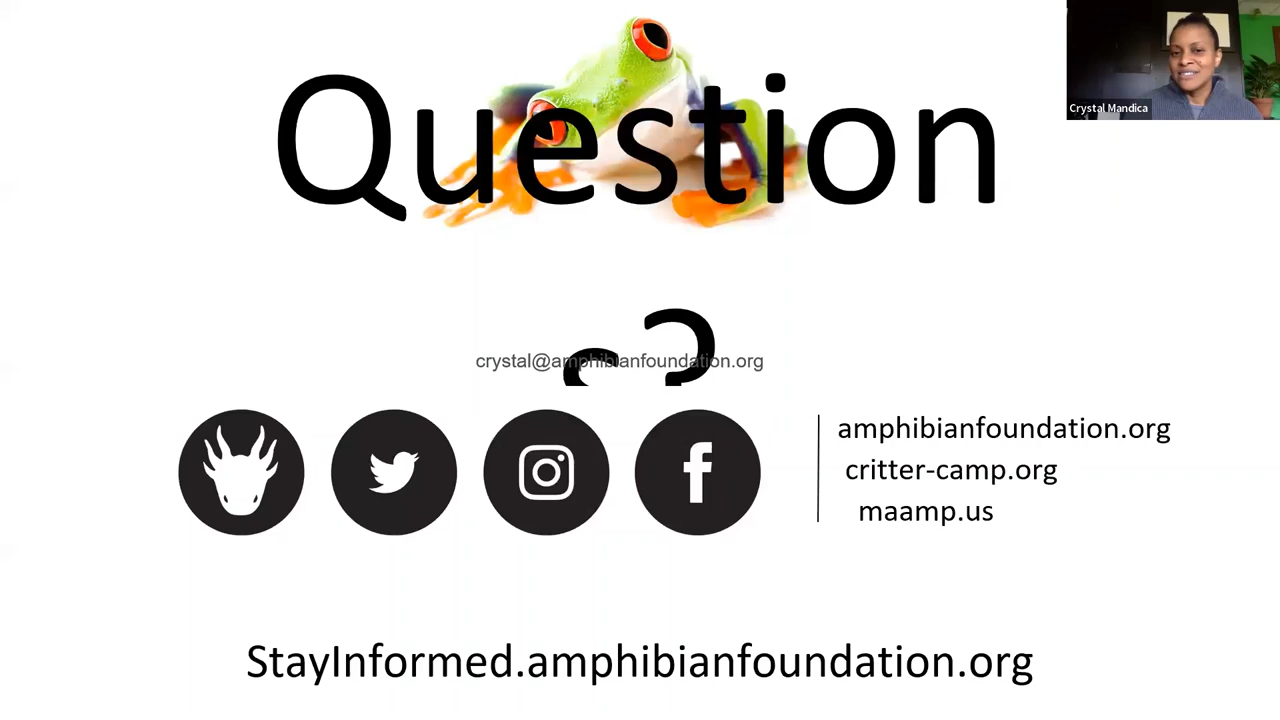 Question
s?
Crystal Mandica
crystal@amphibianfoundation.org
amphibianfoundation.org
critter-camp.org
maamp.us
StayInformed.amphibianfoundation.org